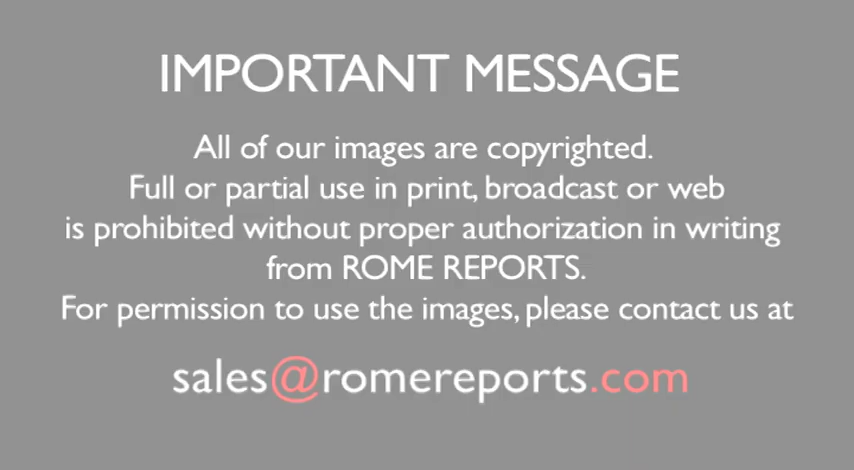 IMPORTANT MESSAGE
All of our images are copyrighted.
Full or partial use in print, broadcast or web
is prohibited without proper authorization in writing
from ROME REPORTS.
For permission to use the images, please contact us at
sales@romereports.com